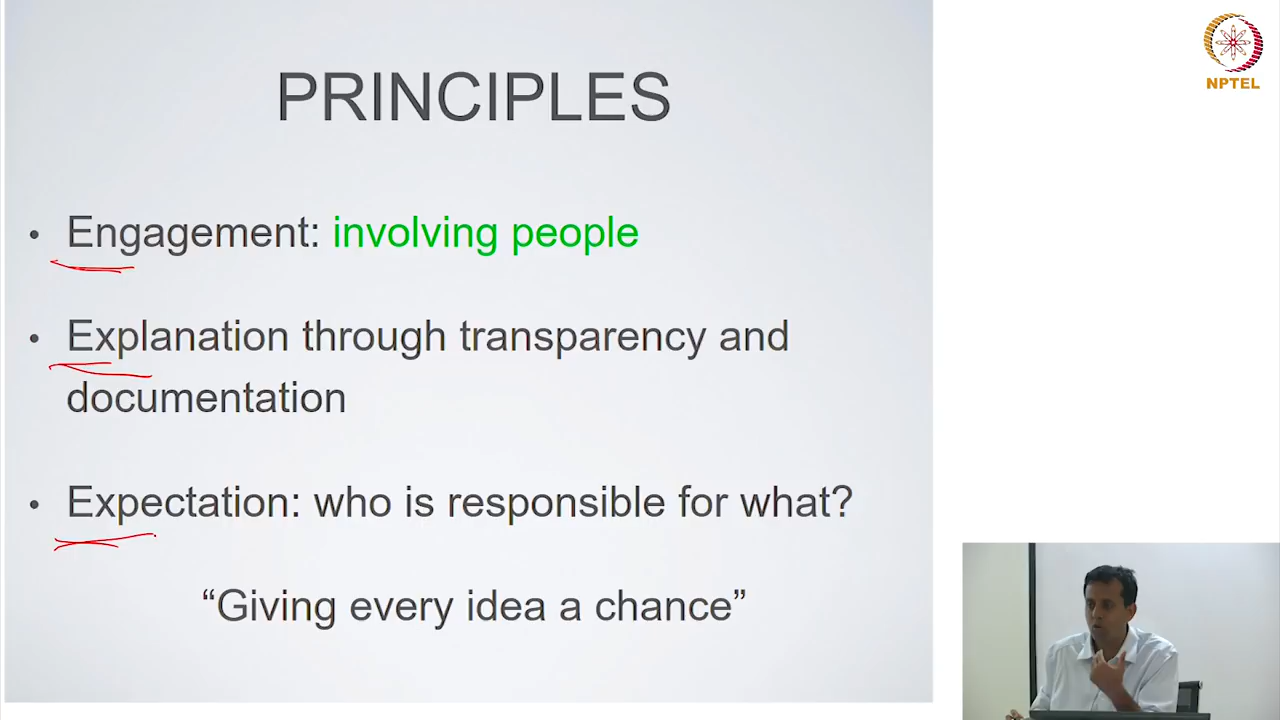 PRINCIPLES
NPTEL
• Engagement: involving people
• Explanation through transparency and
documentation
• Expectation: who is responsible for what?
“Giving every idea a chance”